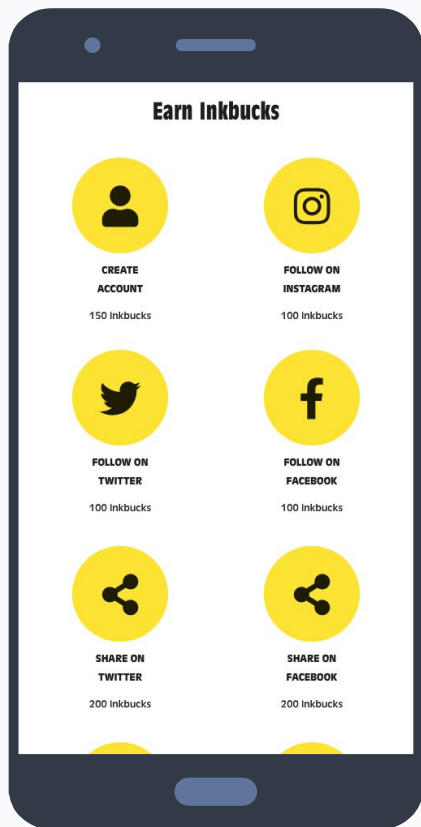 Earn Inkbucks
CREATE
ACCOUNT
150 Inkbucks
FOLLOW ON
INSTAGRAM
100 Inkbucks
FOLLOW ON
TWITTER
100 Inkbucks
FOLLOW ON
FACEBOOK
100 Inkbucks
SHARE ON
TWITTER
200 Inkbucks
SHARE ON
FACEBOOK
200 Inkbucks